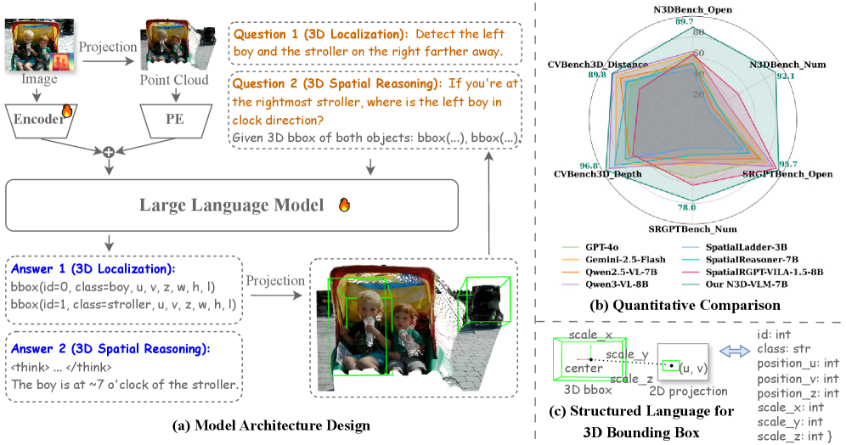 Projection
Image
Point Cloud
Encoder
PE
Question 1 (3D Localization): Detect the left
boy and the stroller on the right farther away.
Question 2 (3D Spatial Reasoning): If you're at
the rightmost stroller, where is the left boy in
clock direction?
Given 3D bbox of both objects: bbox(...), bbox(...)
Large Language Model
Answer 1 (3D Localization):
bbox(id=0, class=boy, u, v, z, w, h, l)
bbox(id=1, class=stroller, u, v, z, w, h, l)
Answer 2 (3D Spatial Reasoning):
<think> ... </think>
The boy is at ~7 o'clock of the stroller.
Projection
(a) Model Architecture Design
N3DBench_Open
89.7
80
60
40
20
CVBench3D_Distance
89.8
N3DBench_Num
92.1
CVBench3D_Depth
96.8
SRGPTBench_Open
95.7
78.0
SRGPTBench_Num
GPT-4o
Gemini-2.5-Flash
Qwen2.5-VL-7B
Qwen3-VL-8B
SpatialLadder-3B
SpatialReasoner-7B
SpatialRGPT-VILA-1.5-8B
Our N3D-VLM-7B
(b) Quantitative Comparison
scale_x
scale_y
scale_z
center
(u, v)
3D bbox
2D projection
id: int
class: str
position_u: int
position_v: int
position_z: int
scale_x: int
scale_y: int
scale_z: int }
(c) Structured Language for
3D Bounding Box